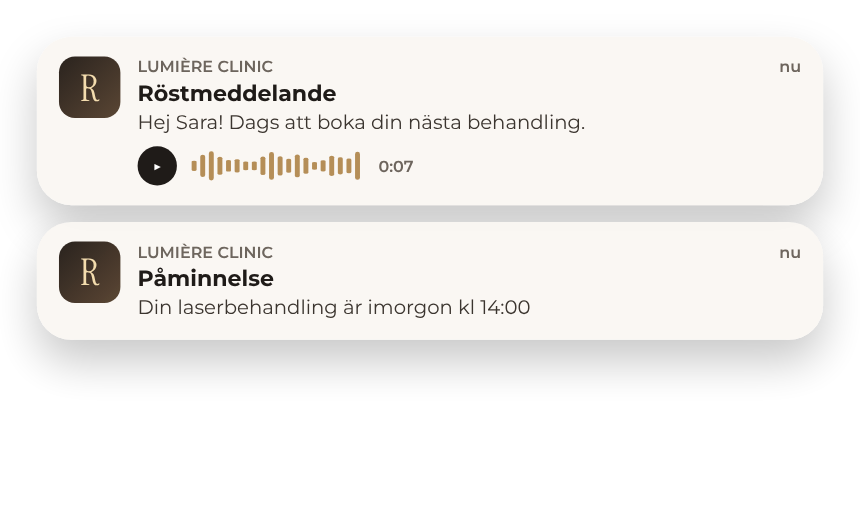 R
LUMIÈRE CLINIC
nu
Röstmeddelande
Hej Sara! Dags att boka din nästa behandling.
0:07
R
LUMIÈRE CLINIC
nu
Påminnelse
Din laserbehandling är imorgon kl 14:00